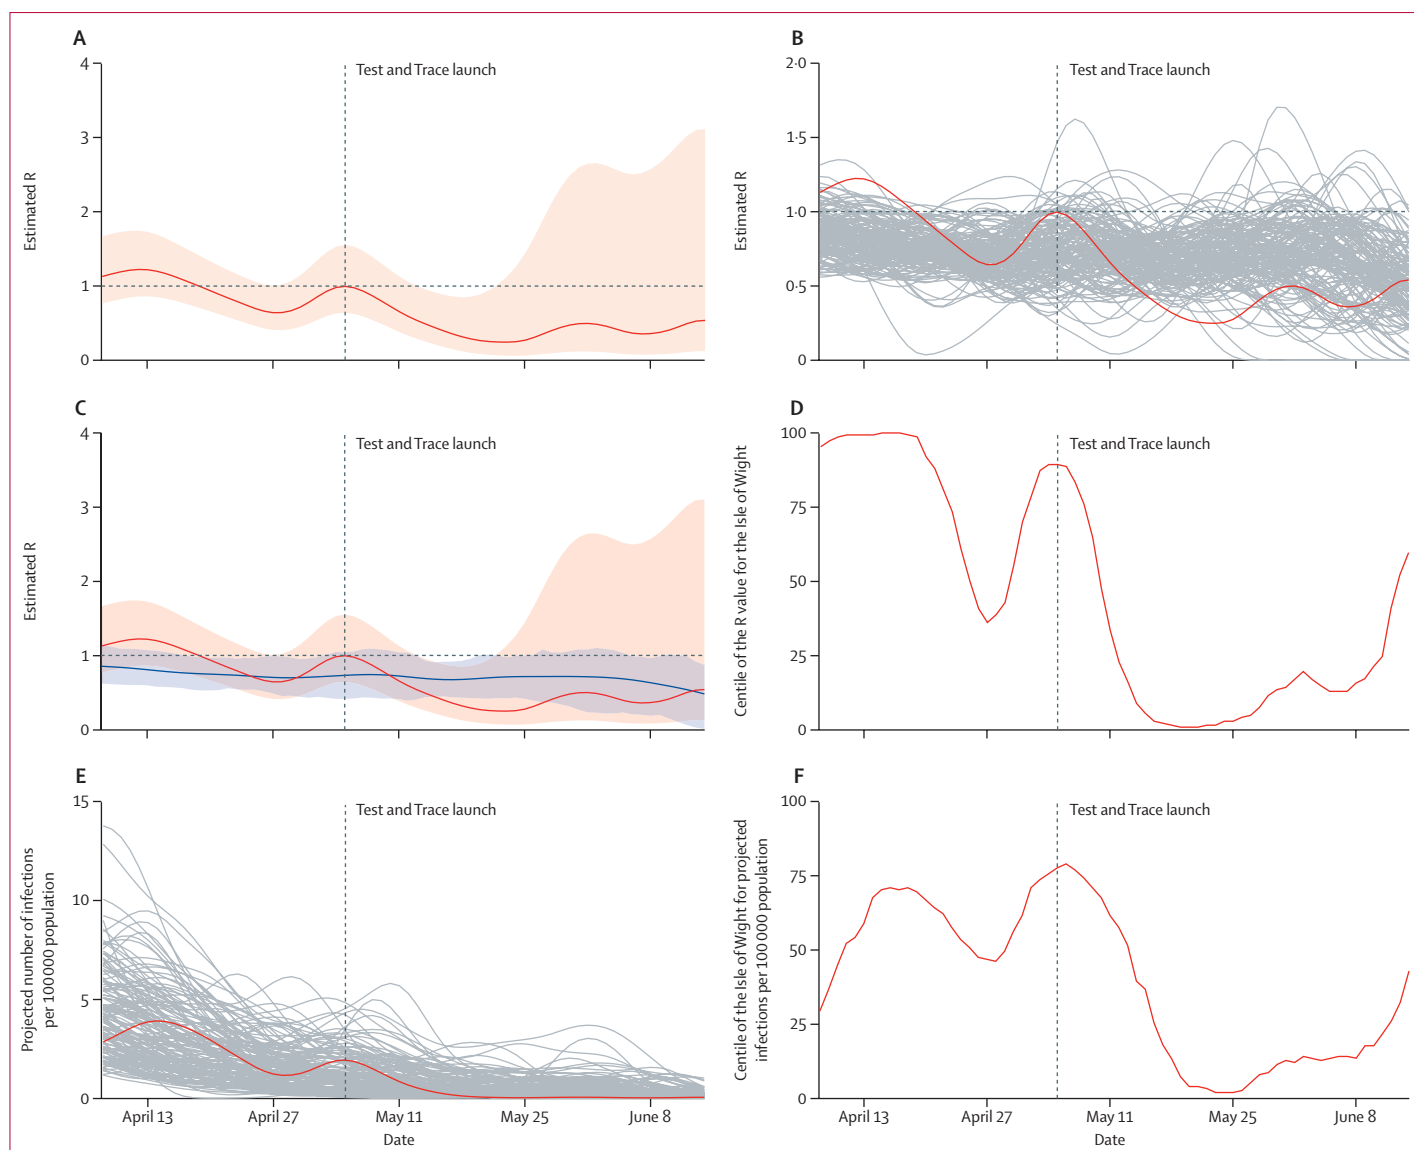 A
4
3
2
1
0
Estimated R
Test and Trace launch
B
2·0
1·5
1·0
0·5
0
Estimated R
Test and Trace launch
C
4
3
2
1
0
Estimated R
Test and Trace launch
D
100
75
50
25
0
Centile of the R value for the Isle of Wight
Test and Trace launch
E
15
10
5
0
Projected number of infections
per 100 000 population
Test and Trace launch
April 13
April 27
May 11
May 25
June 8
Date
F
100
75
50
25
0
Centile of the Isle of Wight for projected
infections per 100 000 population
Test and Trace launch
April 13
April 27
May 11
May 25
June 8
Date